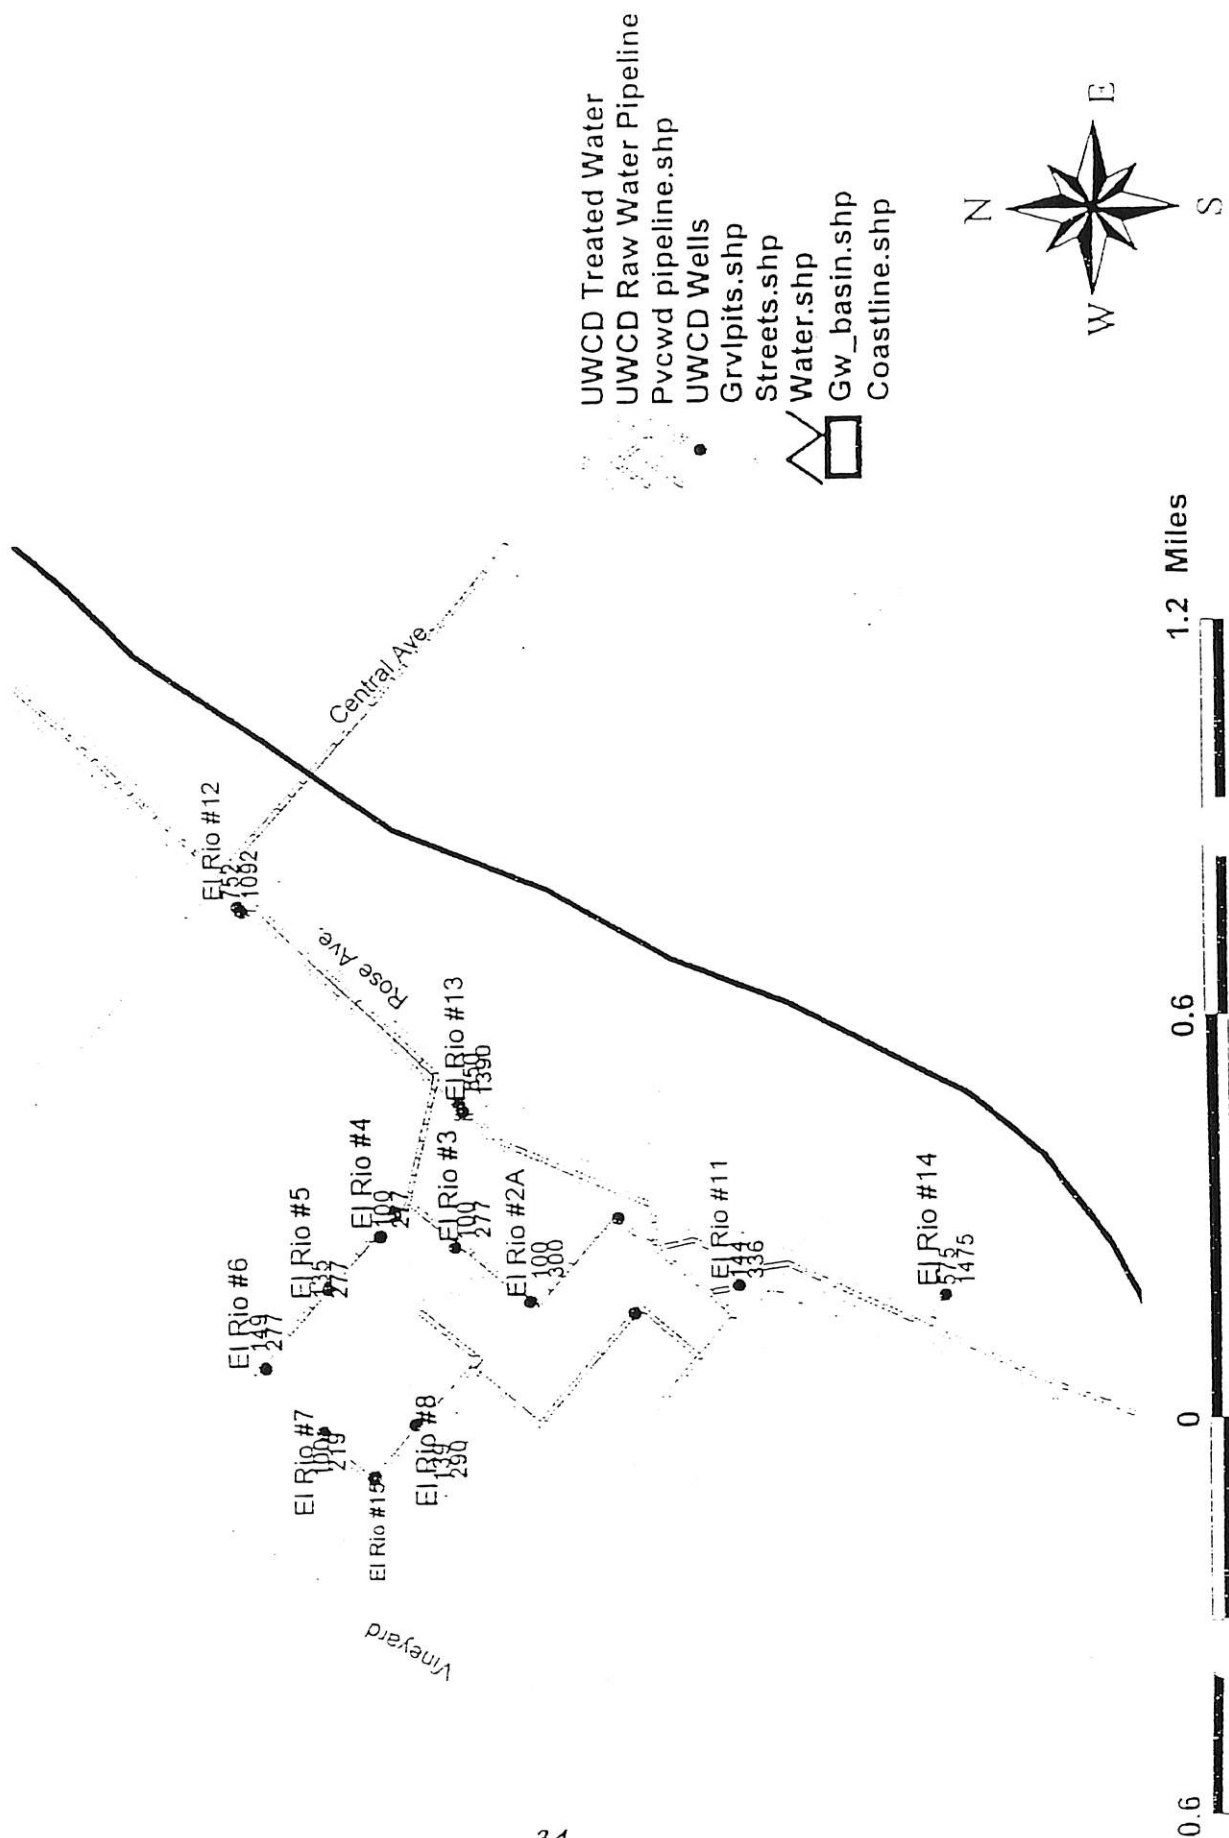 El Rio #12
752
1092
Central Ave
Rose Ave.
El Rio #13
650
1390
El Rio #4
100
277
El Rio #3
100
277
El Rio #5
135
277
El Rio #6
149
277
El Rio #2A
100
300
El Rio #7
100
219
El Rio #15
El Rio #8
139
290
El Rio #11
144
336
El Rio #14
575
1475
Vineyard
UWCD Treated Water
UWCD Raw Water Pipeline
Pvcwd pipeline.shp
UWCD Wells
Grvlpits.shp
Streets.shp
Water.shp
Gw_basin.shp
Coastline.shp
N
W
E
S
0.6
0
0.6
1.2 Miles